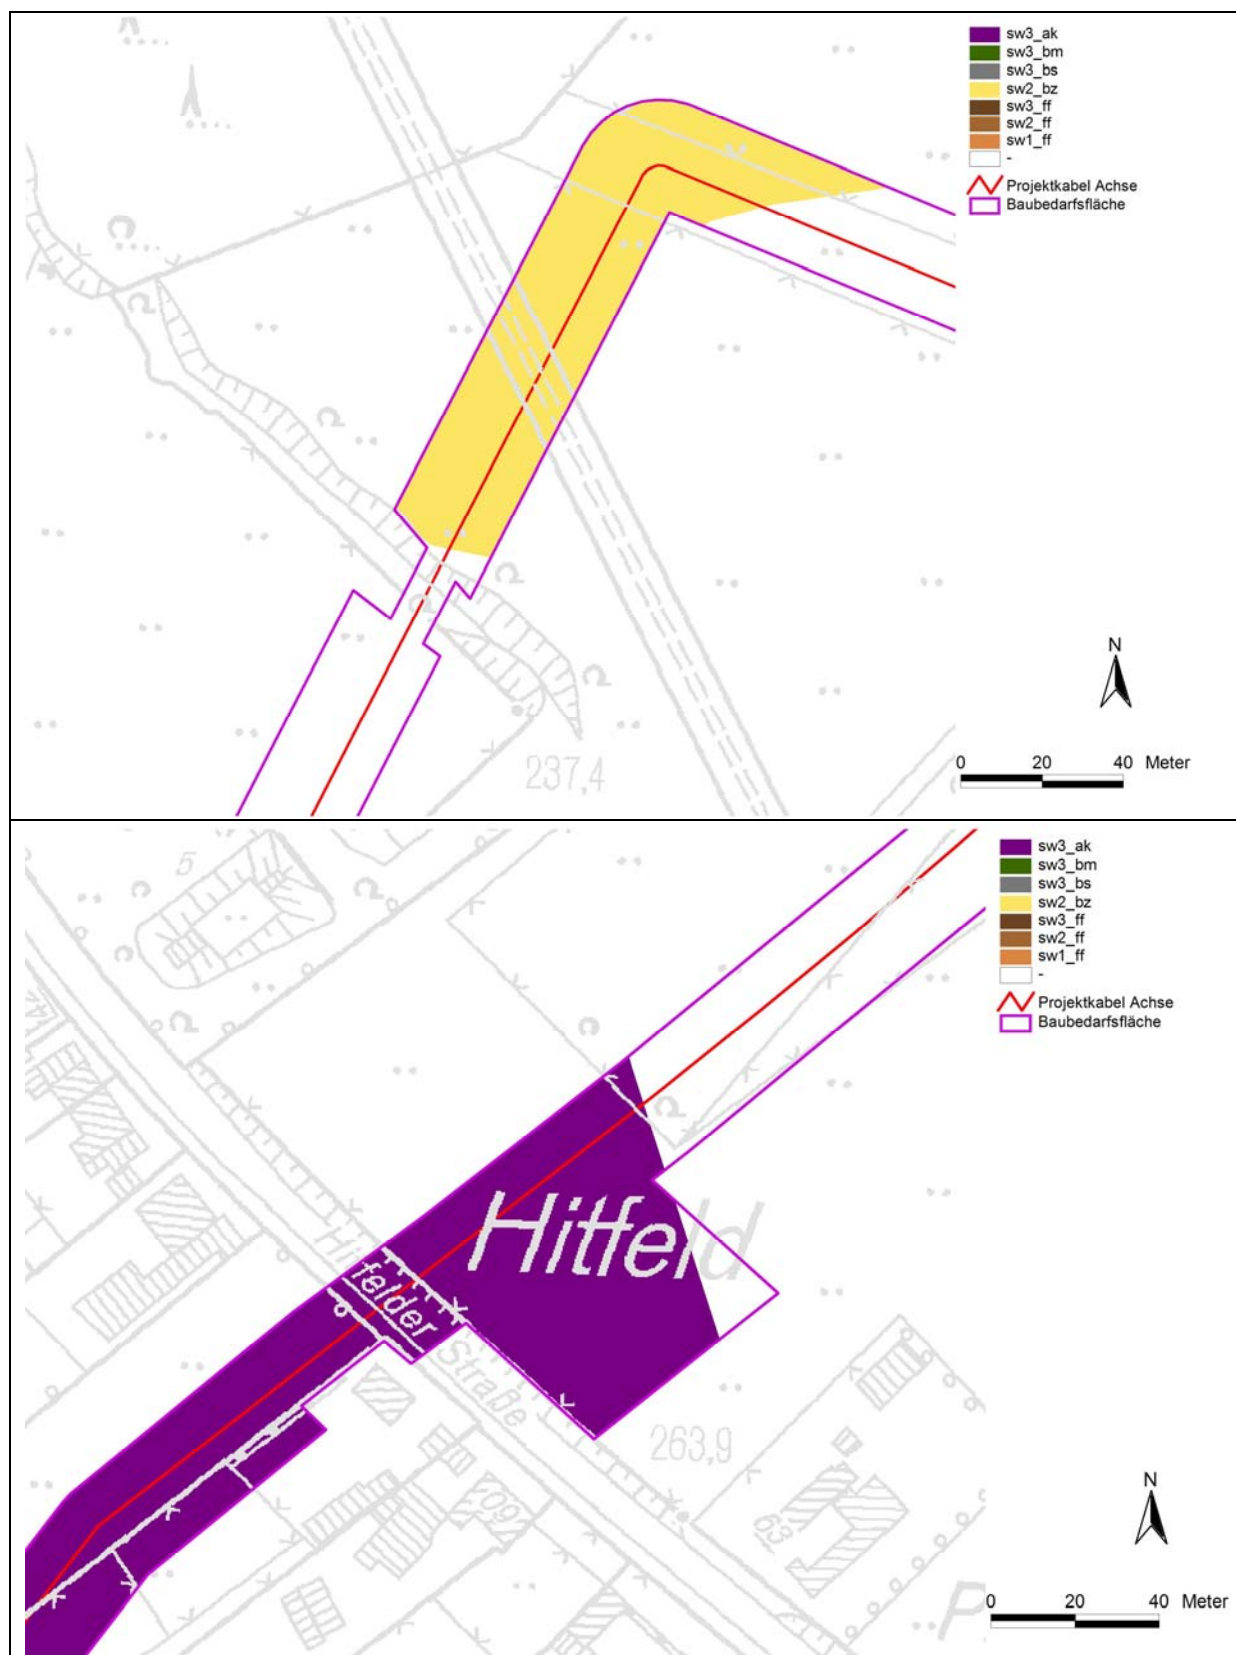 sw3_ak
sw3_bm
sw3_bs
sw2_bz
sw3_ff
sw2_ff
sw1_ff
-
Projektkabel Achse
Baubedarfsfläche
N
0 20 40 Meter
237,4
sw3_ak
sw3_bm
sw3_bs
sw2_bz
sw3_ff
sw2_ff
sw1_ff
-
Projektkabel Achse
Baubedarfsfläche
5
Hitfeld
felder
Straße
263,9
63
N
0 20 40 Meter
P